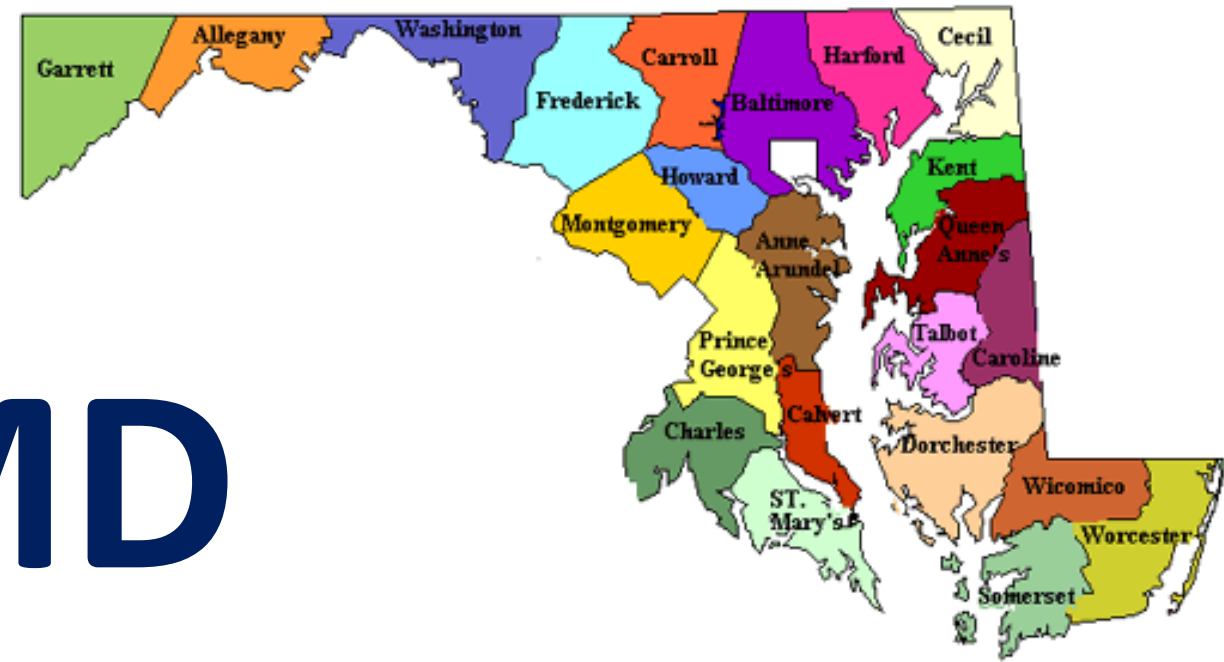 Garrett
Allegany
Washington
Frederick
Carroll
Baltimore
Harford
Cecil
Howard
Montgomery
Kent
Queen
Anne's
Anne
Arundel
Talbot
Caroline
Prince
George's
Calvert
Charles
ST.
Mary's
Dorchester
Wicomico
Worcester
Somerset
MD